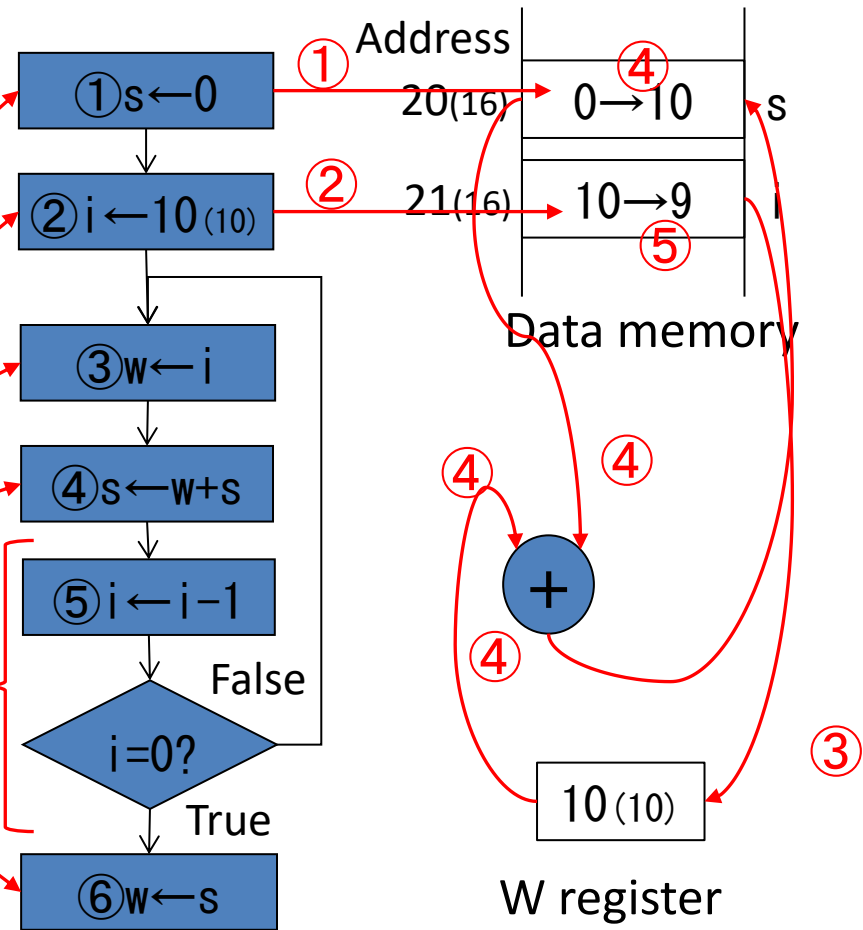 ①s←0
②i←10(10)
③w←i
④s←w+s
⑤i←i-1
False
i=0?
True
⑥w←s
Address
①
④
20(16)
0→10
s
②
21(16)
10→9
i
⑤
Data memory
④
④
+
④
③
10(10)
W register